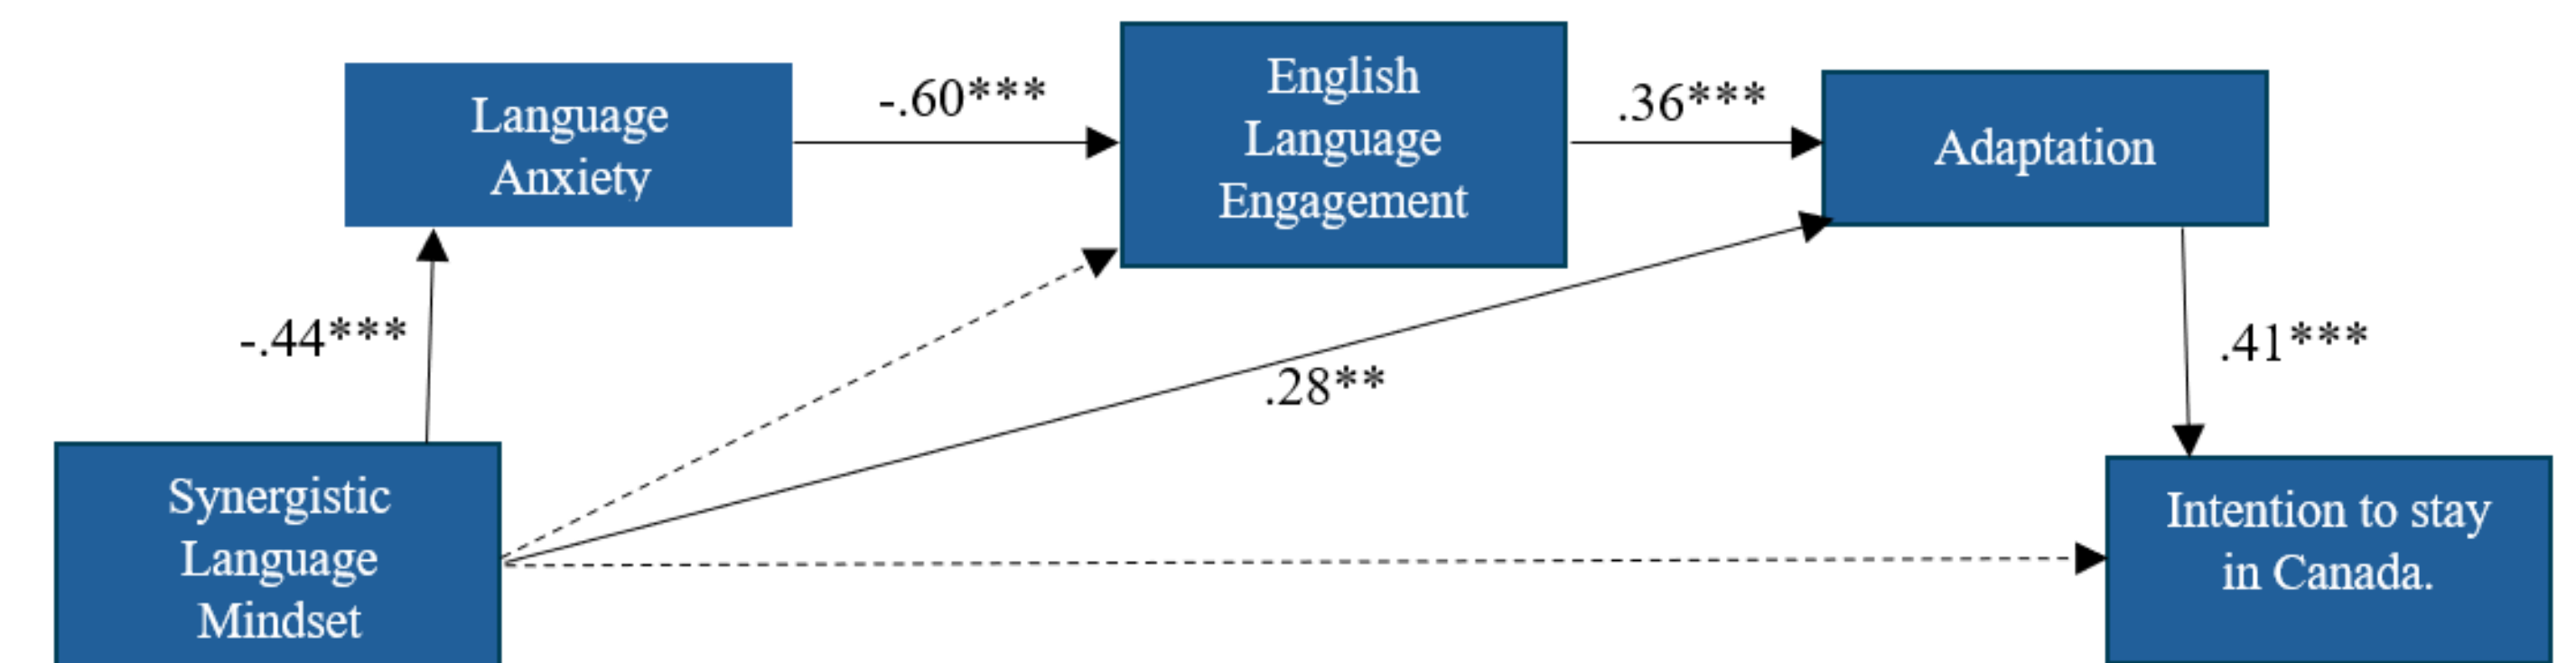 Language
Anxiety
-.60***
English
Language
Engagement
.36***
Adaptation
-.44***
.28**
.41***
Synergistic
Language
Mindset
Intention to stay
in Canada.